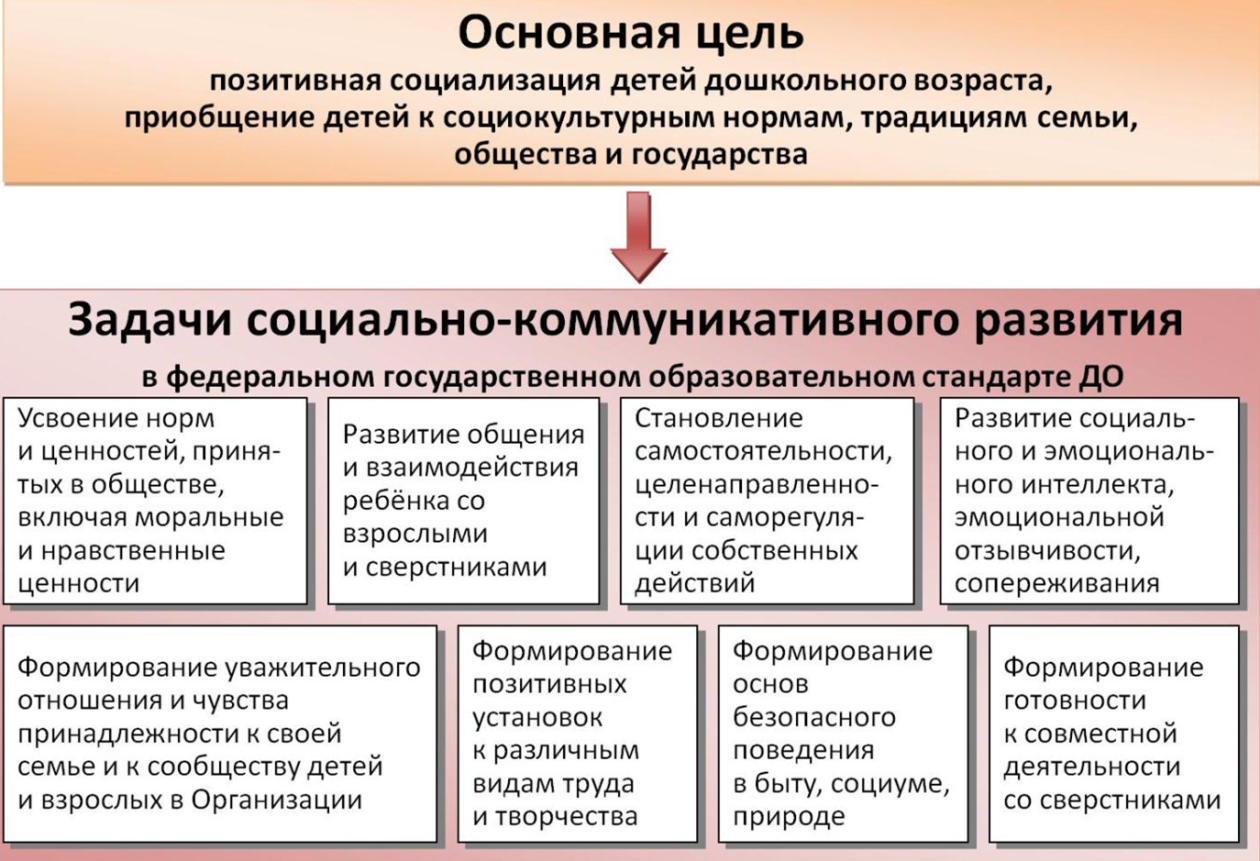 Основная цель
позитивная социализация детей дошкольного возраста,
приобщение детей к социокультурным нормам, традициям семьи,
общества и государства
Задачи социально-коммуникативного развития
в федеральном государственном образовательном стандарте ДО
Усвоение норм
и ценностей, приня-
тых в обществе,
включая моральные
и нравственные
ценности
Развитие общения
и взаимодействия
ребёнка со
взрослыми
и сверстниками
Становление
самостоятельности,
целенаправленно-
сти и саморегуля-
ции собственных
действий
Развитие социаль-
ного и эмоциональ-
ного интеллекта,
эмоциональной
отзывчивости,
сопереживания
Формирование уважительного
отношения и чувства
принадлежности к своей
семье и к сообществу детей
и взрослых в Организации
Формирование
позитивных
установок
к различным
видам труда
и творчества
Формирование
основ
безопасного
поведения
в быту, социуме,
природе
Формирование
готовности
к совместной
деятельности
со сверстниками